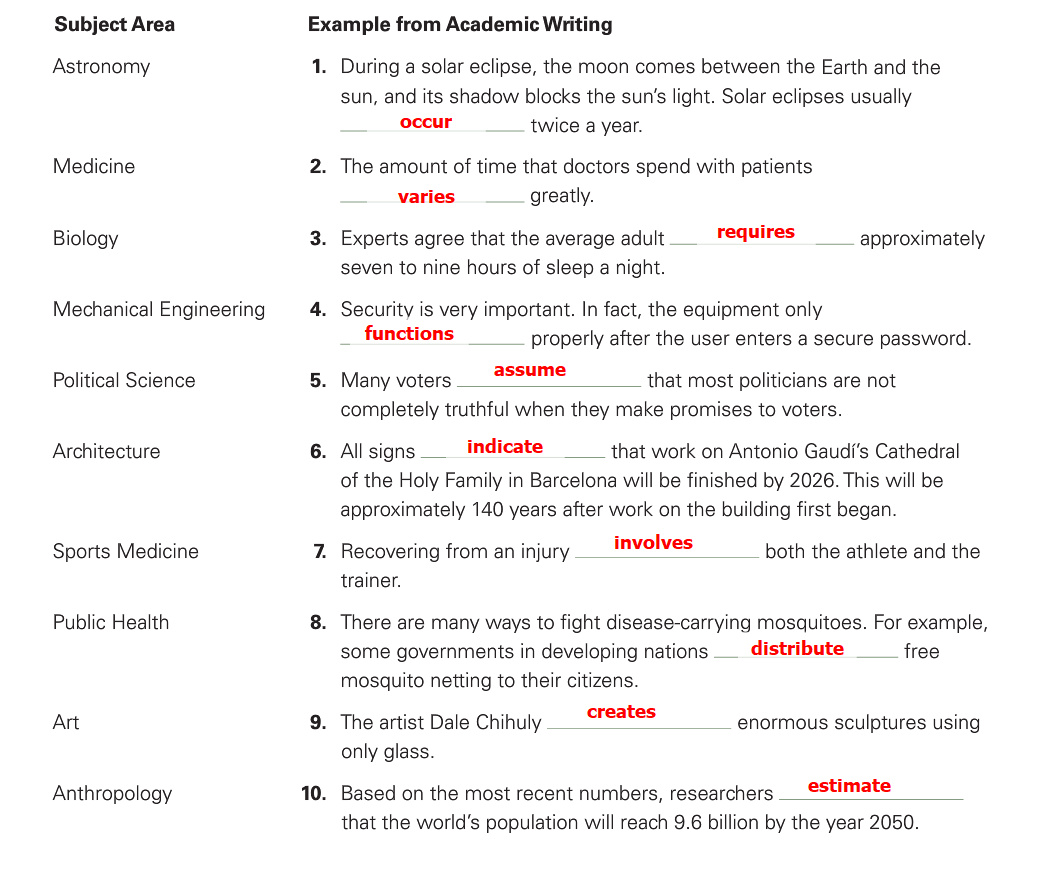 Subject Area Example from Academic Writing
Astronomy 1. During a solar eclipse, the moon comes between the Earth and the
sun, and its shadow blocks the sun's light. Solar eclipses usually
occur twice a year.
Medicine 2. The amount of time that doctors spend with patients
varies greatly.
Biology 3. Experts agree that the average adult requires approximately
seven to nine hours of sleep a night.
Mechanical Engineering 4. Security is very important. In fact, the equipment only
functions properly after the user enters a secure password.
Political Science 5. Many voters assume that most politicians are not
completely truthful when they make promises to voters.
Architecture 6. All signs indicate that work on Antonio Gaudí's Cathedral
of the Holy Family in Barcelona will be finished by 2026. This will be
approximately 140 years after work on the building first began.
Sports Medicine 7. Recovering from an injury involves both the athlete and the
trainer.
Public Health 8. There are many ways to fight disease-carrying mosquitoes. For example,
some governments in developing nations distribute free
mosquito netting to their citizens.
Art 9. The artist Dale Chihuly creates enormous sculptures using
only glass.
Anthropology 10. Based on the most recent numbers, researchers estimate
that the world's population will reach 9.6 billion by the year 2050.